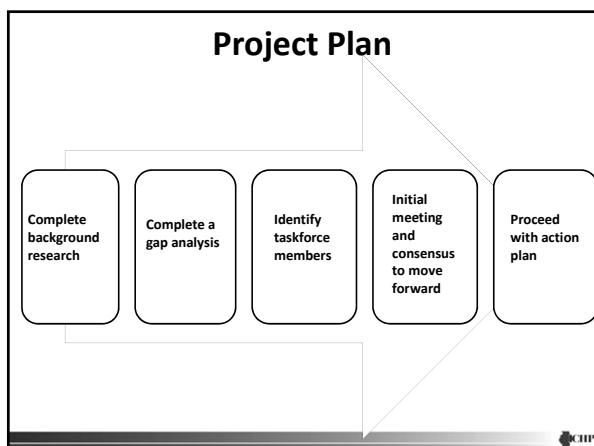 Project Plan
Complete
background
research
Complete a
gap analysis
Identify
taskforce
members
Initial
meeting
and
consensus
to move
forward
Proceed
with action
plan
ICHP